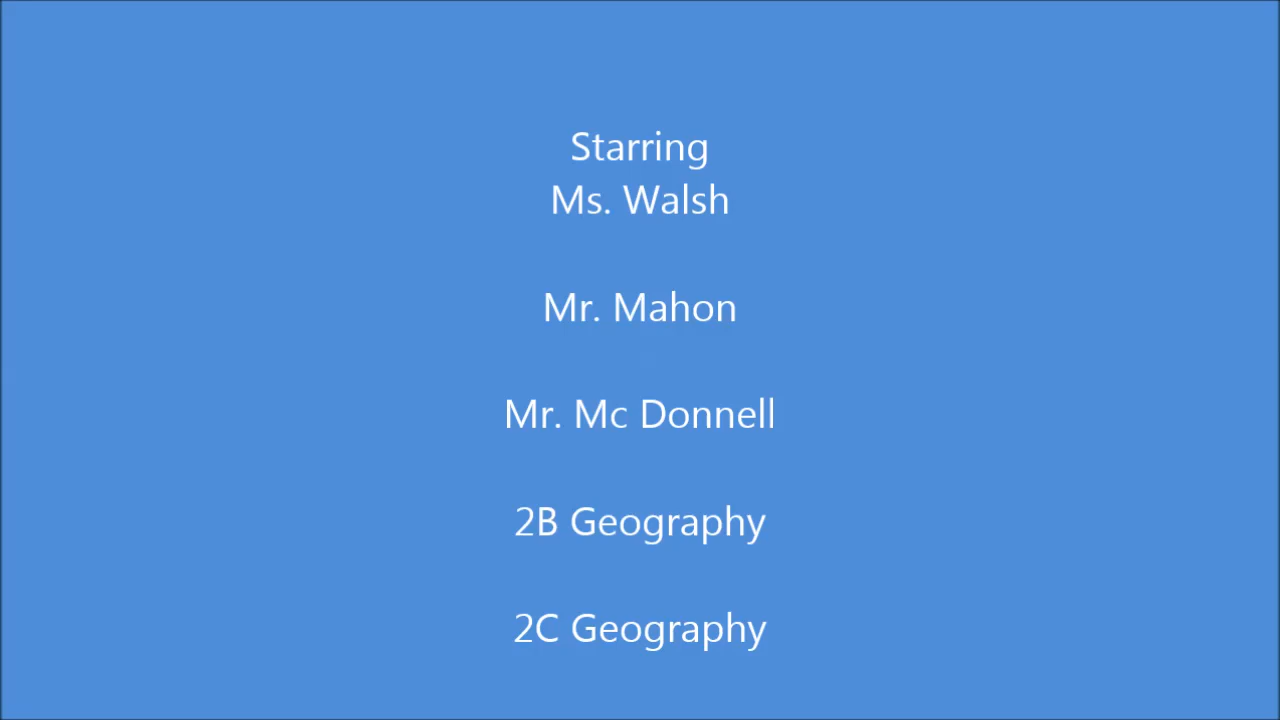 Starring
Ms. Walsh
Mr. Mahon
Mr. Mc Donnell
2B Geography
2C Geography